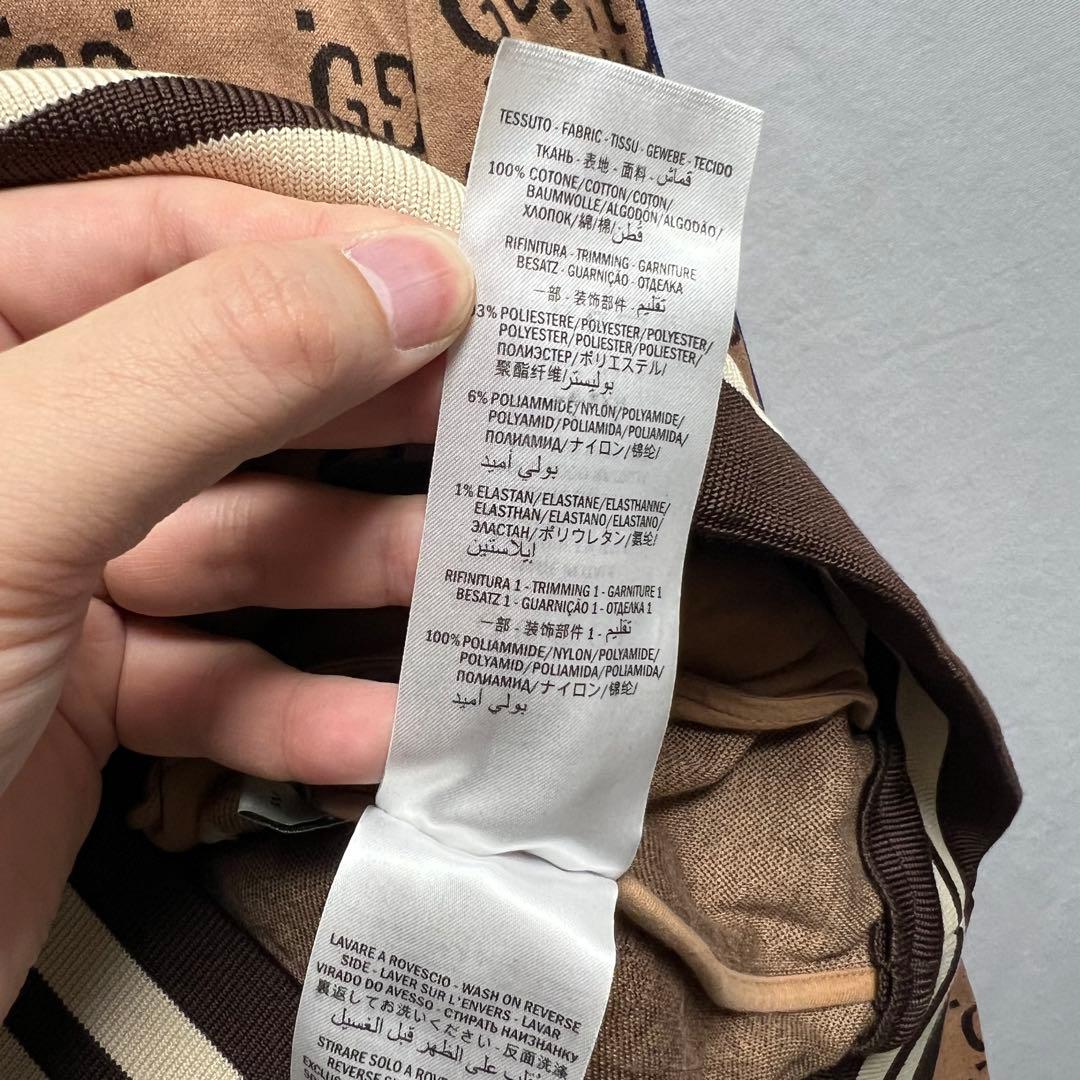 TESSUTO - FABRIC - TISSU - GEWEBE - TECIDO
ТКАНЬ - 表地 - 面料 - قماش
100% COTONE/COTTON/COTON/
BAUMWOLLE/ALGODÓN/ALGODÃO/
ХЛОПОК/綿/棉/قطن
RIFINITURA - TRIMMING - GARNITURE
BESATZ - GUARNIÇÃO - ОТДЕЛКА
一部 - 装饰部件 - تقليم
3% POLIESTERE/POLYESTER/POLYESTER/
POLYESTER/POLIESTER/POLIESTER/
ПОЛИЭСТЕР/ポリエステル/
聚酯纤维/بوليستر
6% POLIAMMIDE/NYLON/POLYAMIDE/
POLYAMID/POLIAMIDA/POLIAMIDA/
ПОЛИАМИД/ナイロン/锦纶/
بولي أميد
1% ELASTAN/ELASTANE/ELASTHANNE/
ELASTHAN/ELASTANO/ELASTANO/
ЭЛАСТАН/ポリウレタン/氨纶/
إيلاستين
RIFINITURA 1 - TRIMMING 1 - GARNITURE 1
BESATZ 1 - GUARNIÇÃO 1 - ОТДЕЛКА 1
一部 - 装饰部件 1 - تقليم
100% POLIAMMIDE/NYLON/POLYAMIDE/
POLYAMID/POLIAMIDA/POLIAMIDA/
ПОЛИАМИД/ナイロン/锦纶/
بولي أميد
LAVARE A ROVESCIO - WASH ON REVERSE
SIDE - LAVER SUR L'ENVERS - LAVAR
VIRADO DO AVESSO - СТИРАТЬ НАИЗНАНКУ
裏返してお洗いください - 反面洗涤
على الظهر قبل الغسيل
STIRARE SOLO A ROVE
REVERSE S
EXCLUS